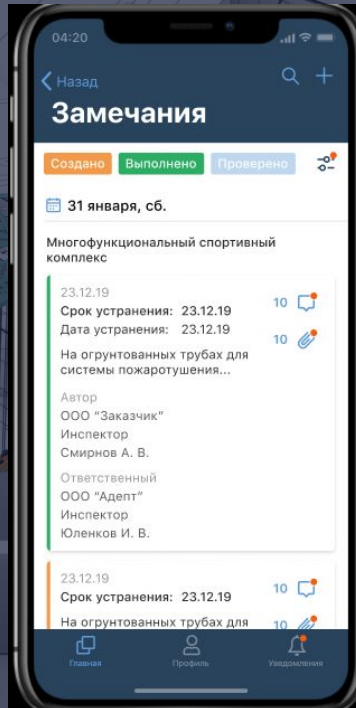 04:20
Назад
Замечания
Создано Выполнено Проверено
31 января, сб.
Многофункциональный спортивный
комплекс
23.12.19
Срок устранения: 23.12.19 10
Дата устранения: 23.12.19
10
На огрунтованных трубах для
системы пожаротушения...
Автор
ООО "Заказчик"
Инспектор
Смирнов А. В.
Ответственный
ООО "Адепт"
Инспектор
Юленков И. В.
23.12.19
10
Срок устранения: 23.12.19
На огрунтованных трубах для 10
Главная Профиль Уведомления